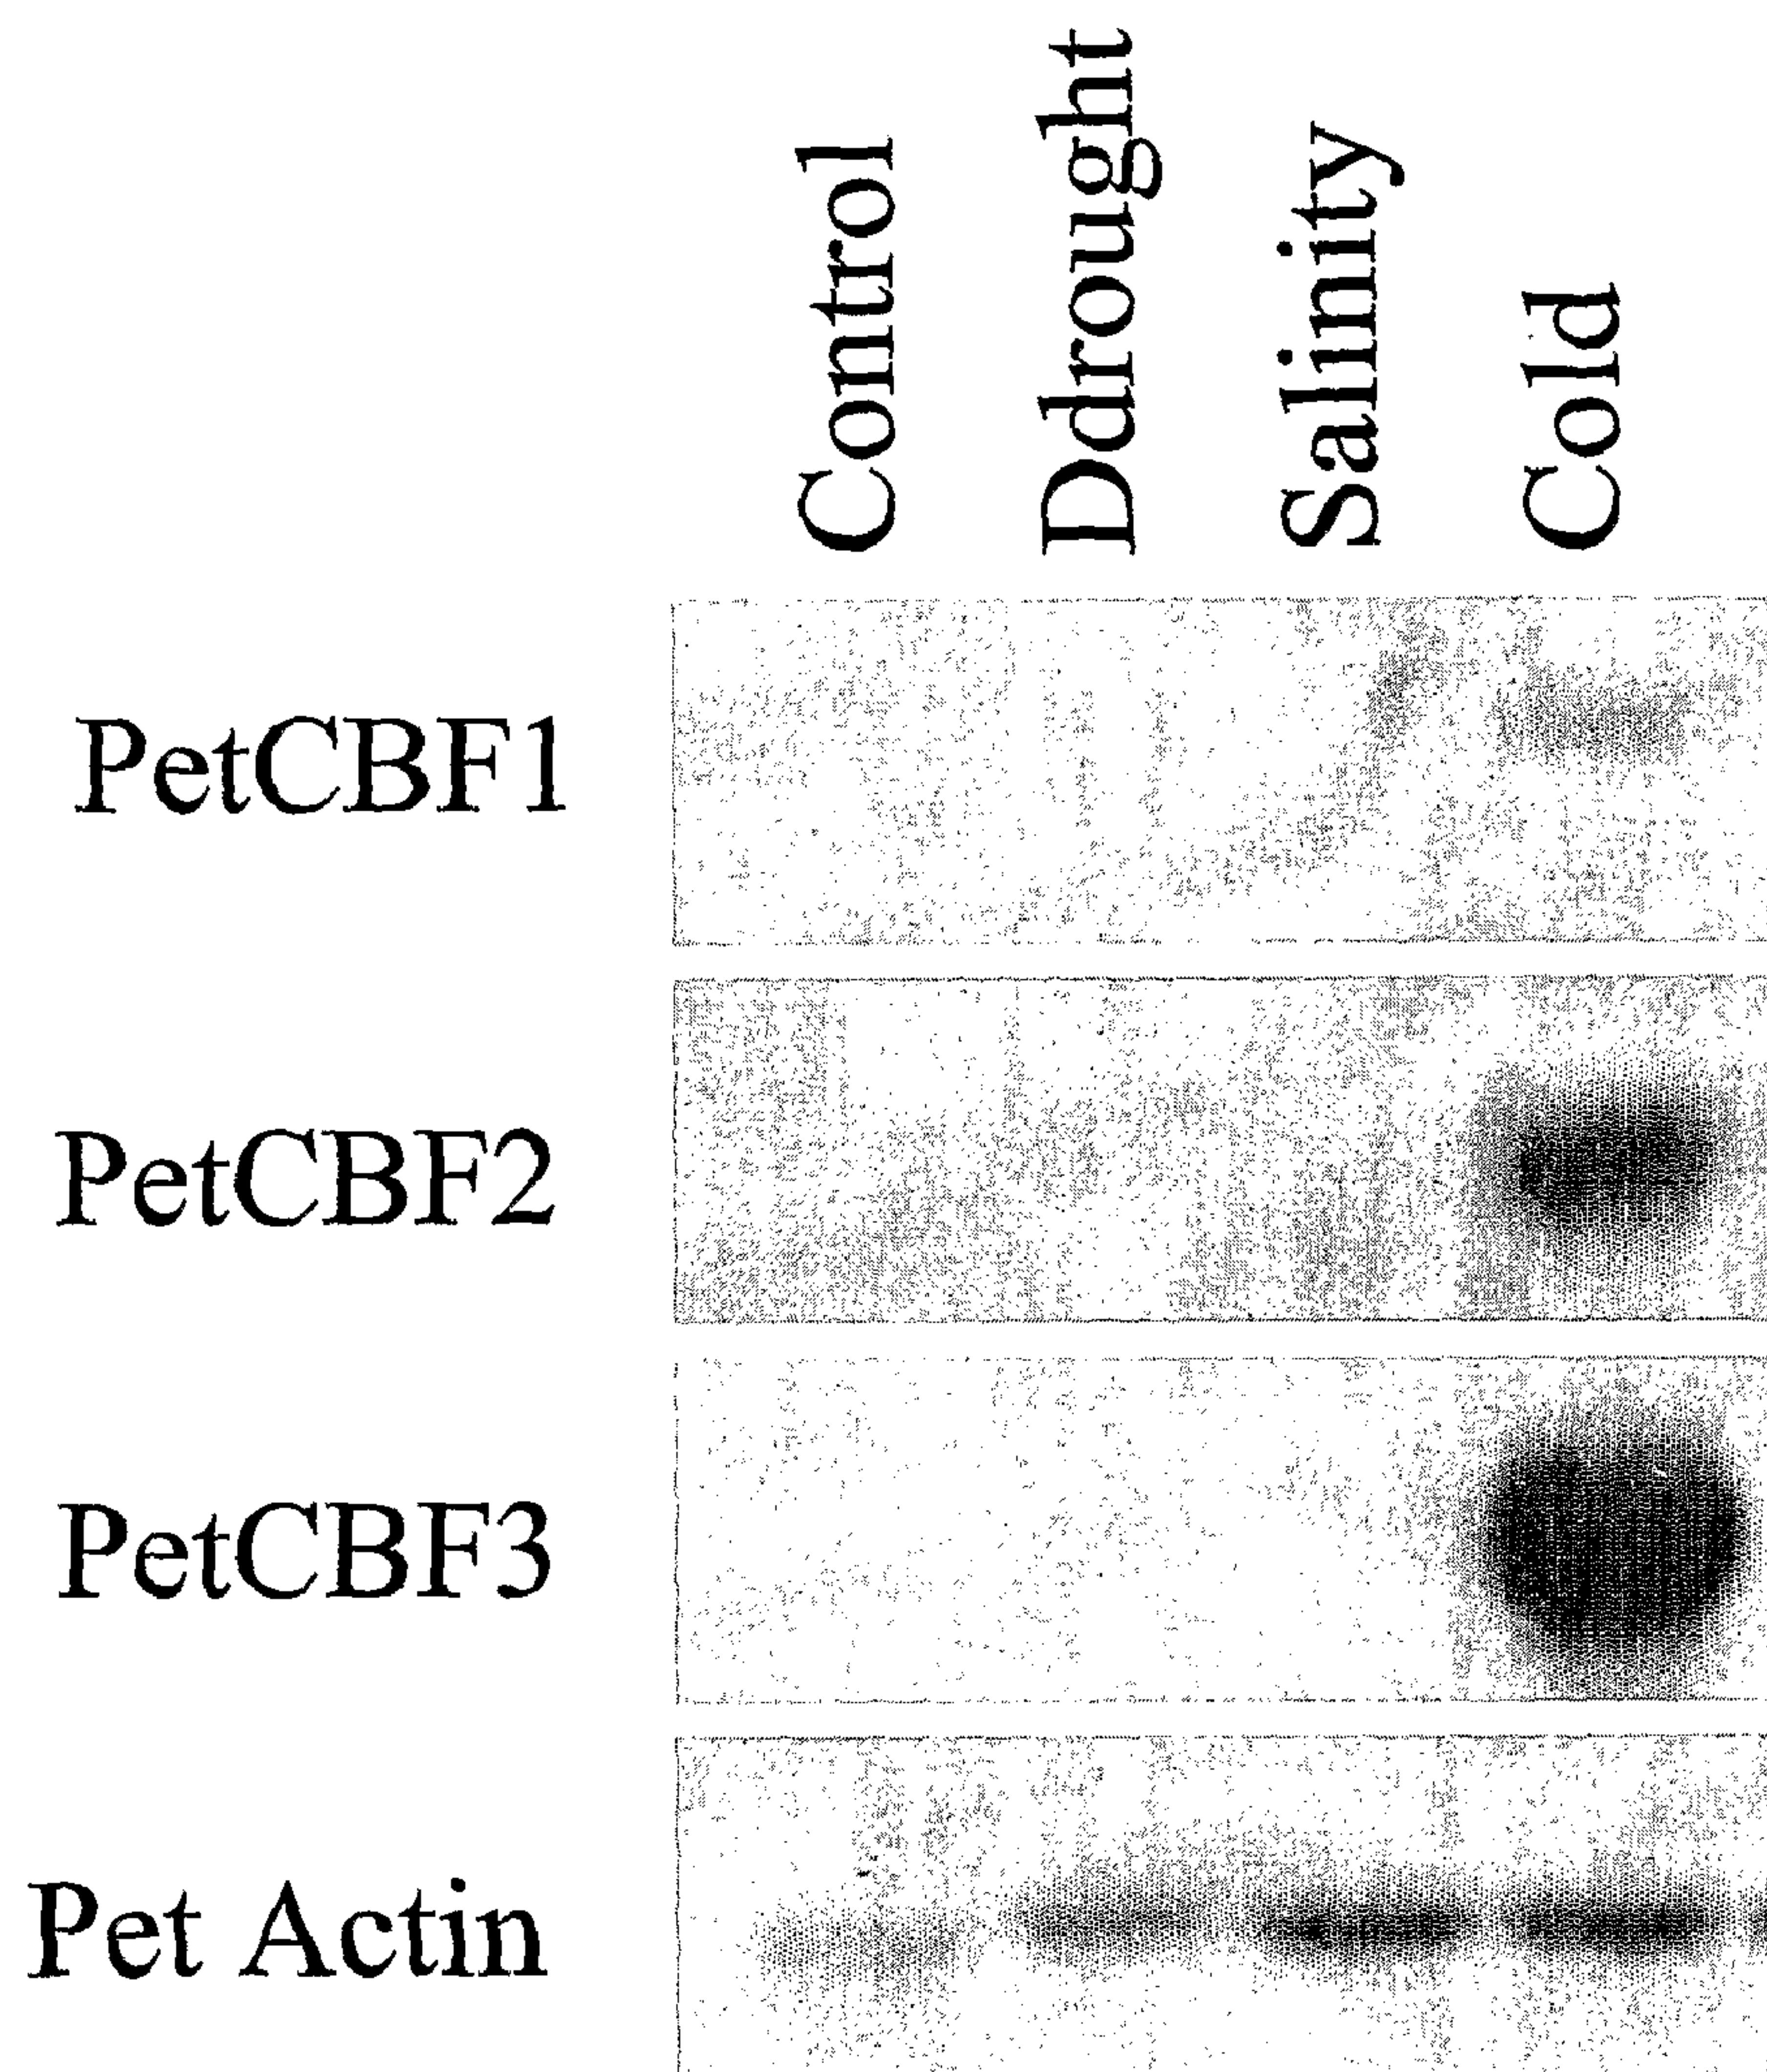 Control
Ddrought
Salinity
Cold
PetCBF1
PetCBF2
PetCBF3
Pet Actin